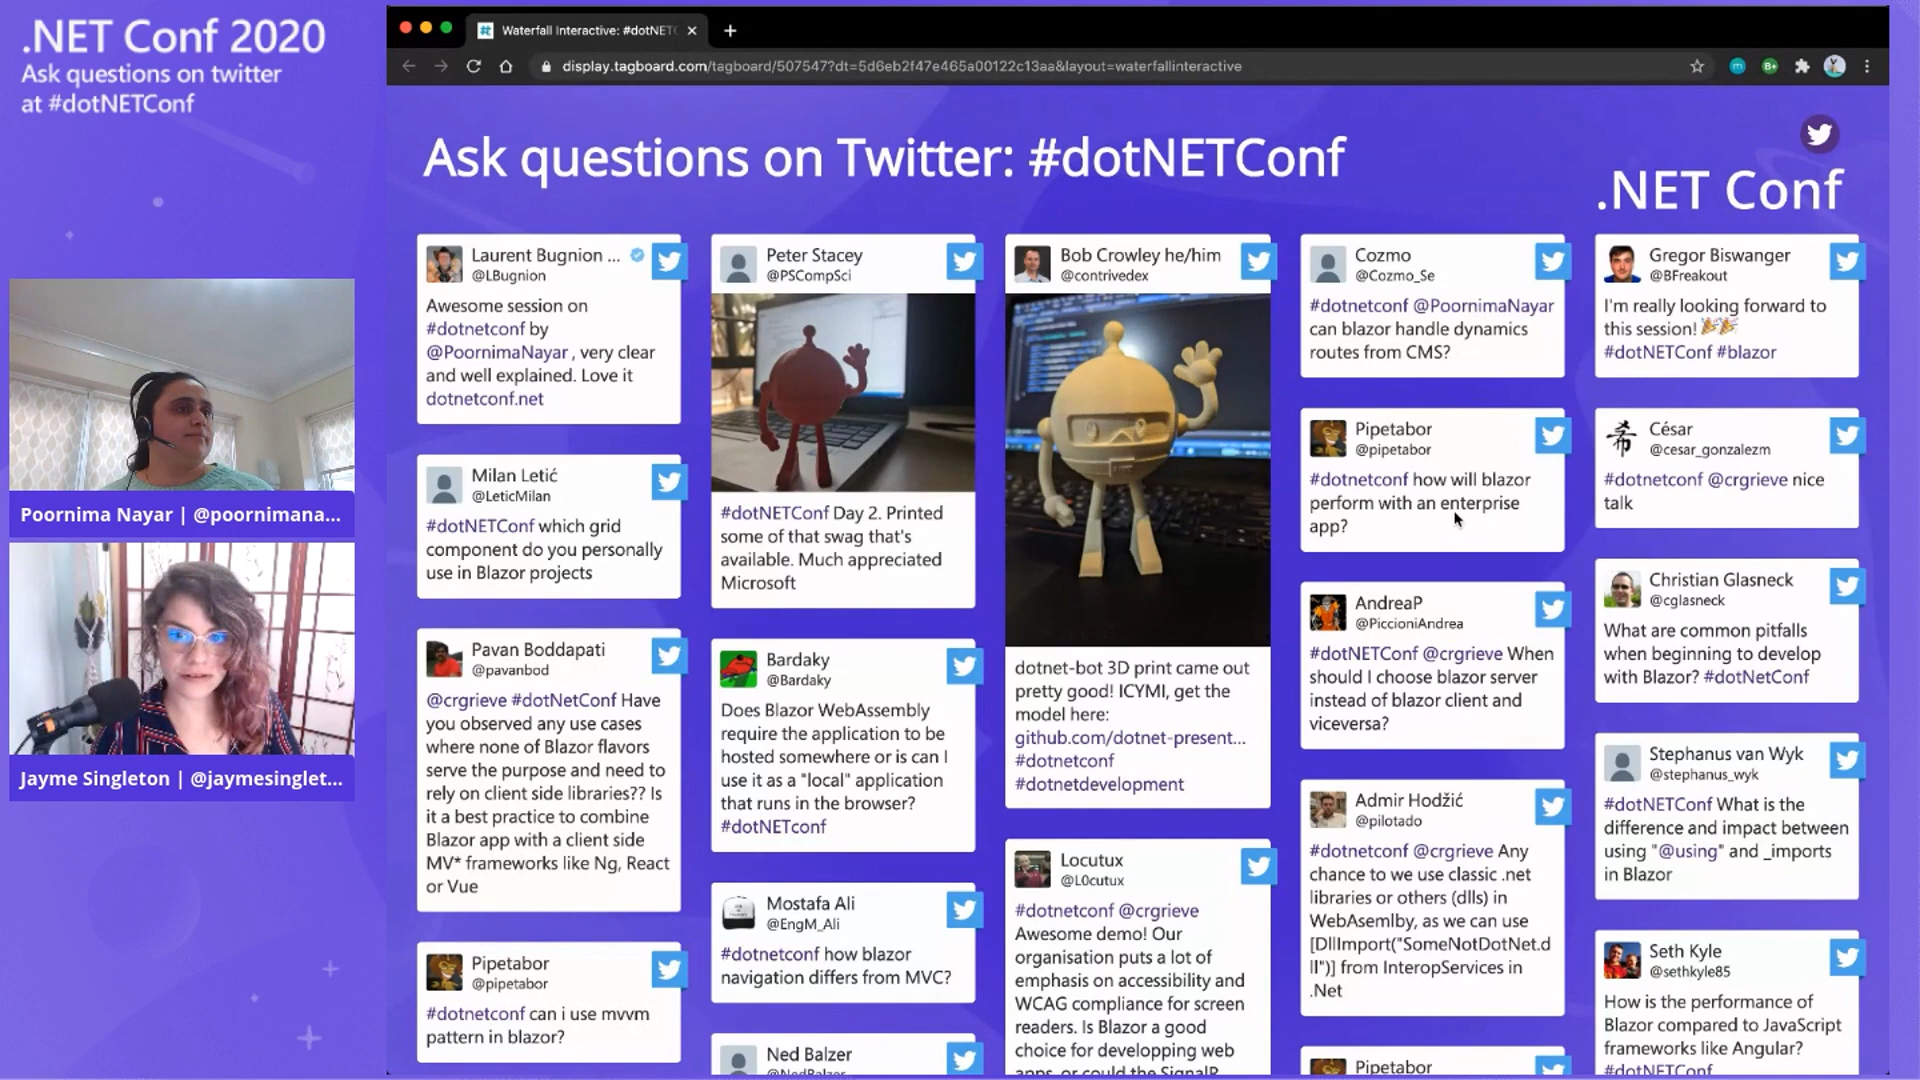 .NET Conf 2020
Ask questions on twitter
at #dotNETConf
Poornima Nayar | @poornimana...
Jayme Singleton | @jaymesinglet...
Waterfall Interactive: #dotNETC
display.tagboard.com/tagboard/507547?dt=5d6eb2f47e465a00122c13aa&layout=waterfallinteractive
Ask questions on Twitter: #dotNETConf
.NET Conf
Laurent Bugnion ...
@LBugnion
Awesome session on
#dotnetconf by
@PoornimaNayar , very clear
and well explained. Love it
dotnetconf.net
Milan Letić
@LeticMilan
#dotNETConf which grid
component do you personally
use in Blazor projects
Pavan Boddapati
@pavanbod
@crgrieve #dotNetConf Have
you observed any use cases
where none of Blazor flavors
serve the purpose and need to
rely on client side libraries?? Is
it a best practice to combine
Blazor app with a client side
MV* frameworks like Ng, React
or Vue
Pipetabor
@pipetabor
#dotnetconf can i use mvvm
pattern in blazor?
Peter Stacey
@PSCompSci
#dotNETConf Day 2. Printed
some of that swag that's
available. Much appreciated
Microsoft
Bardaky
@Bardaky
Does Blazor WebAssembly
require the application to be
hosted somewhere or is can I
use it as a "local" application
that runs in the browser?
#dotNETconf
Mostafa Ali
@EngM_Ali
#dotnetconf how blazor
navigation differs from MVC?
Ned Balzer
@NedBalzer
Bob Crowley he/him
@contrivedex
dotnet-bot 3D print came out
pretty good! ICYMI, get the
model here:
github.com/dotnet-present...
#dotnetconf
#dotnetdevelopment
Locutux
@L0cutux
#dotnetconf @crgrieve
Awesome demo! Our
organisation puts a lot of
emphasis on accessibility and
WCAG compliance for screen
readers. Is Blazor a good
choice for developping web
apps, or could the SignalR
Cozmo
@Cozmo_Se
#dotnetconf @PoornimaNayar
can blazor handle dynamics
routes from CMS?
Pipetabor
@pipetabor
#dotnetconf how will blazor
perform with an enterprise
app?
AndreaP
@PiccioniAndrea
#dotNETConf @crgrieve When
should I choose blazor server
instead of blazor client and
viceversa?
Admir Hodžić
@pilotado
#dotnetconf @crgrieve Any
chance to we use classic .net
libraries or others (dlls) in
WebAsemlby, as we can use
[DllImport("SomeNotDotNet.d
ll")] from InteropServices in
.Net
Pipetabor
Gregor Biswanger
@BFreakout
I'm really looking forward to
this session! 🎉🎉
#dotNETConf #blazor
César
@cesar_gonzalezm
#dotnetconf @crgrieve nice
talk
Christian Glasneck
@cglasneck
What are common pitfalls
when beginning to develop
with Blazor? #dotNetConf
Stephanus van Wyk
@stephanus_wyk
#dotNETConf What is the
difference and impact between
using "@using" and _imports
in Blazor
Seth Kyle
@sethkyle85
How is the performance of
Blazor compared to JavaScript
frameworks like Angular?
#dotNETConf